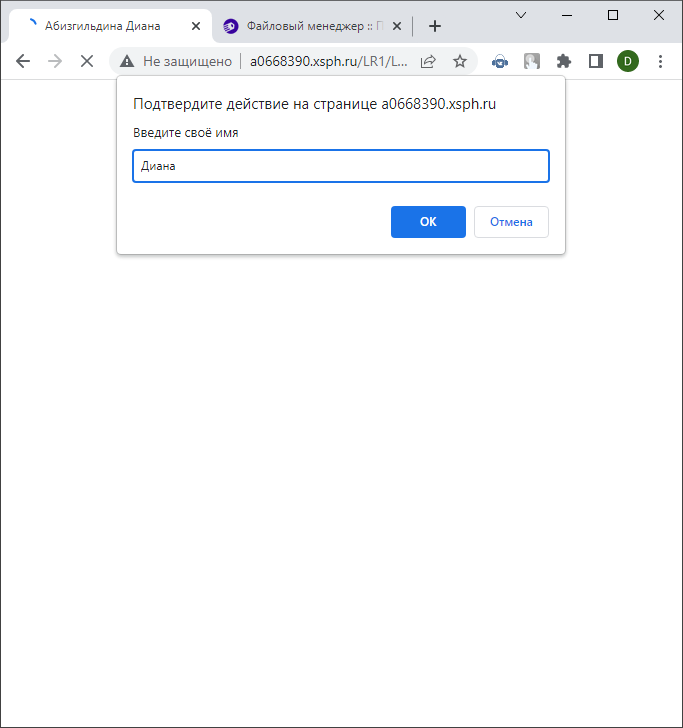 Абизгильдина Диана
Файловый менеджер :: П
Не защищено
a0668390.xsph.ru/LR1/L...
D
Подтвердите действие на странице a0668390.xsph.ru
Введите своё имя
Диана
ОК
Отмена